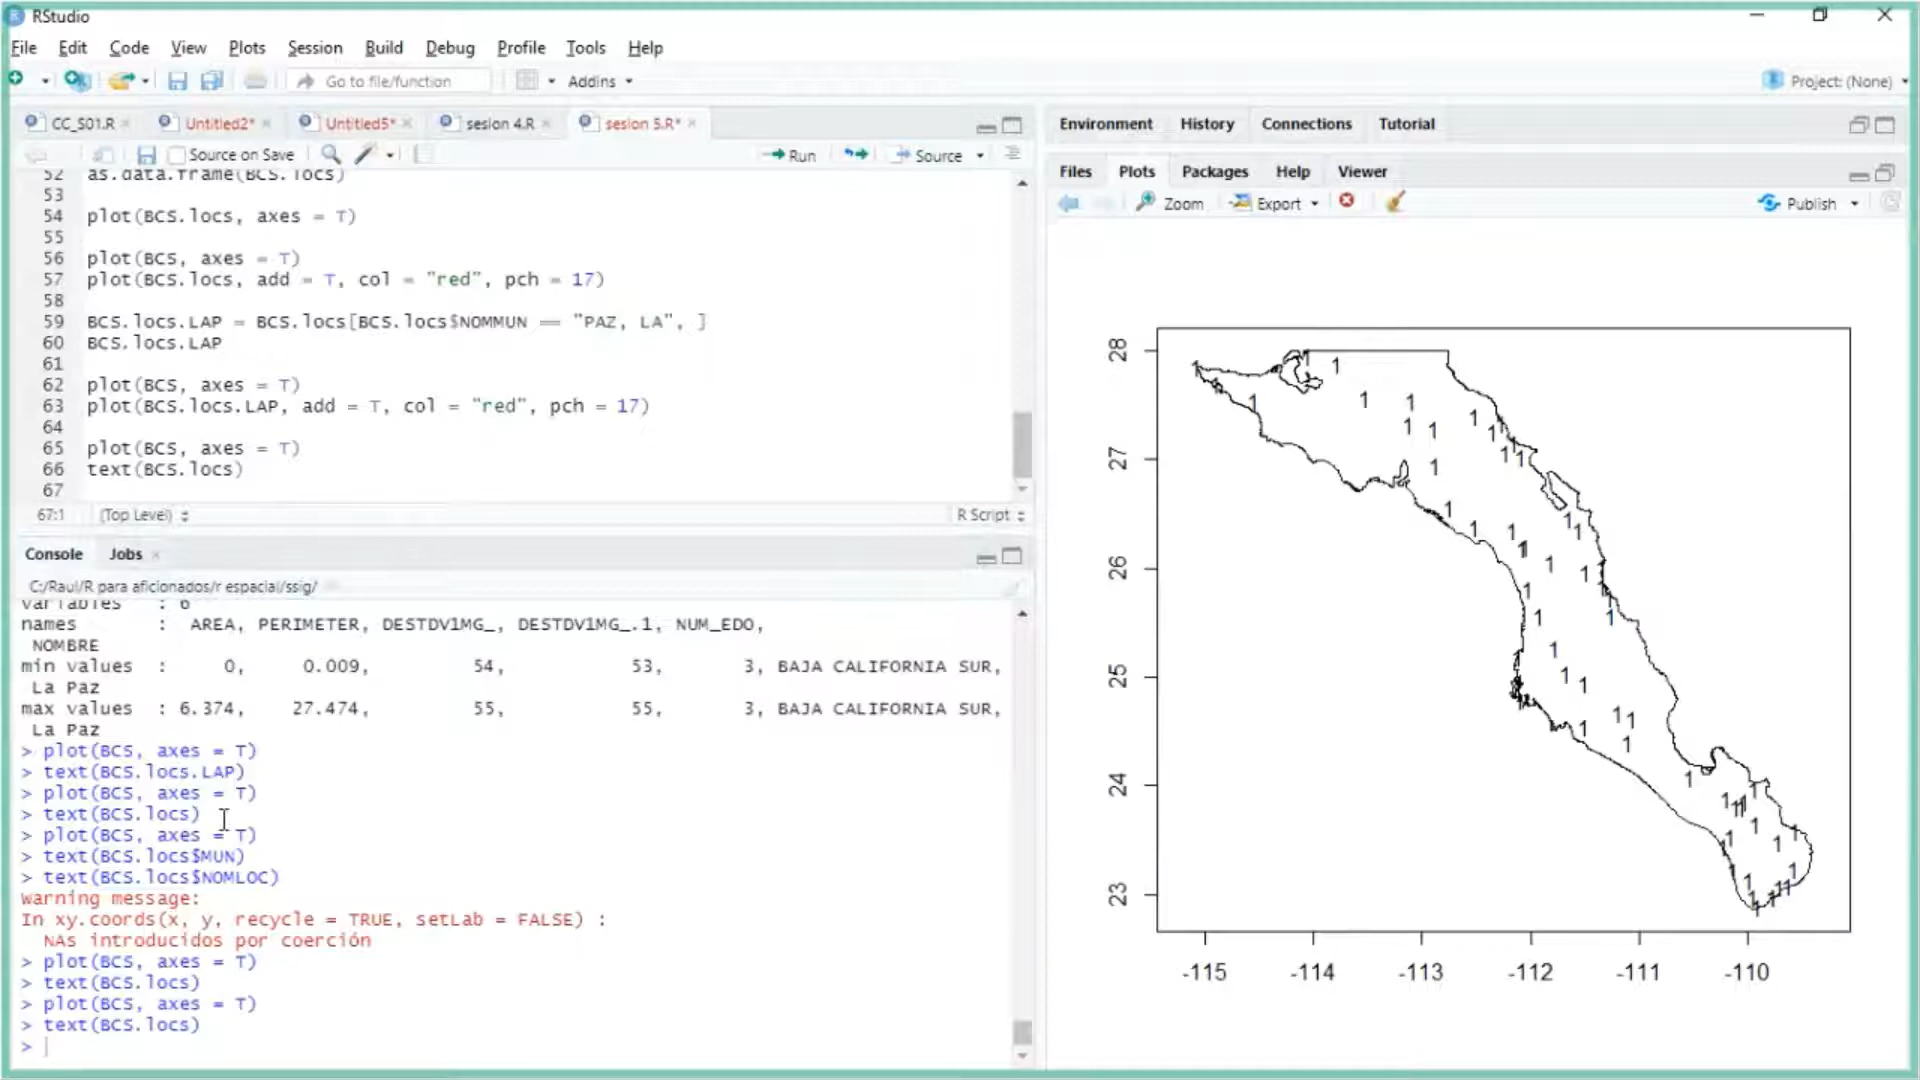 RStudio
File Edit Code View Plots Session Build Debug Profile Tools Help
Go to file/function Addins Project: (None)
CC_S01.R Untitled2* Untitled5* sesion 4.R sesion 5.R*
Source on Save Run Source
52 as.data.frame(BCS.locs)
53
54 plot(BCS.locs, axes = T)
55
56 plot(BCS, axes = T)
57 plot(BCS.locs, add = T, col = "red", pch = 17)
58
59 BCS.locs.LAP = BCS.locs[BCS.locs$NOMMUN == "PAZ, LA", ]
60 BCS.locs.LAP
61
62 plot(BCS, axes = T)
63 plot(BCS.locs.LAP, add = T, col = "red", pch = 17)
64
65 plot(BCS, axes = T)
66 text(BCS.locs)
67
67:1 (Top Level) R Script
Console Jobs
C:/Raul/R para aficionados/r espacial/ssig/
variables : 6
names : AREA, PERIMETER, DESTDV1MG_, DESTDV1MG_.1, NUM_EDO,
NOMBRE
min values : 0, 0.009, 54, 53, 3, BAJA CALIFORNIA SUR,
La Paz
max values : 6.374, 27.474, 55, 55, 3, BAJA CALIFORNIA SUR,
La Paz
> plot(BCS, axes = T)
> text(BCS.locs.LAP)
> plot(BCS, axes = T)
> text(BCS.locs)
> plot(BCS, axes = T)
> text(BCS.locs$MUN)
> text(BCS.locs$NOMLOC)
Warning message:
In xy.coords(x, y, recycle = TRUE, setLab = FALSE) :
NAs introducidos por coerción
> plot(BCS, axes = T)
> text(BCS.locs)
> plot(BCS, axes = T)
> text(BCS.locs)
>
Environment History Connections Tutorial
Files Plots Packages Help Viewer
Zoom Export Publish
28
27
26
25
24
23
-115 -114 -113 -112 -111 -110